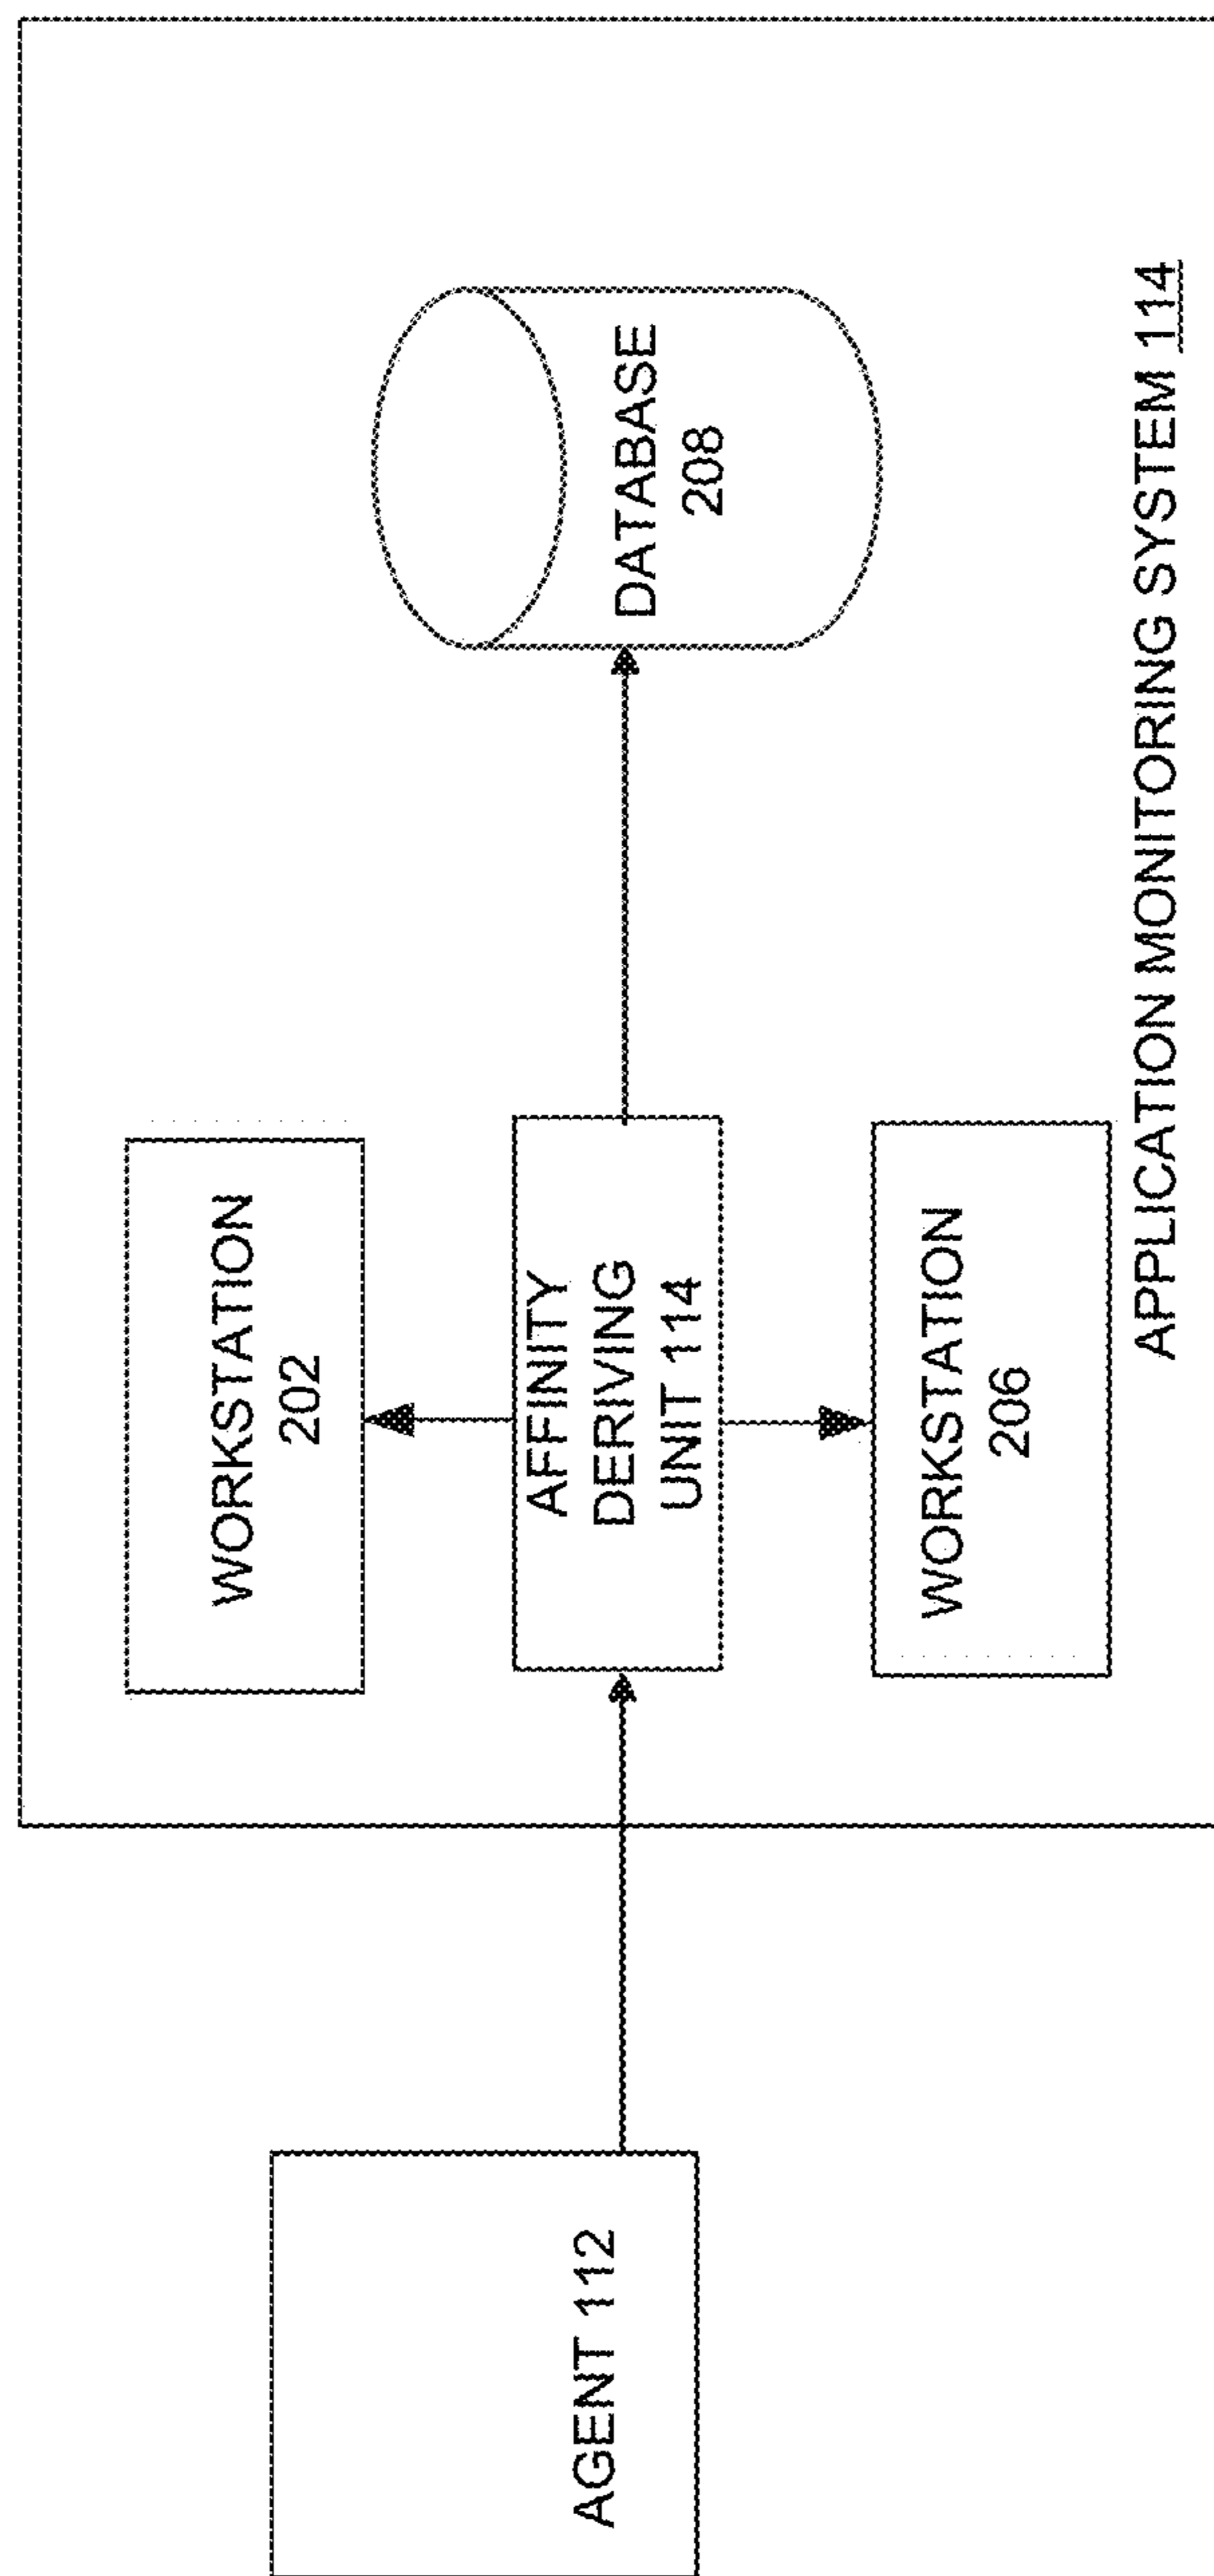 WORKSTATION
202
AGENT 112
AFFINITY
DERIVING
UNIT 114
DATABASE
208
WORKSTATION
206
APPLICATION MONITORING SYSTEM 114